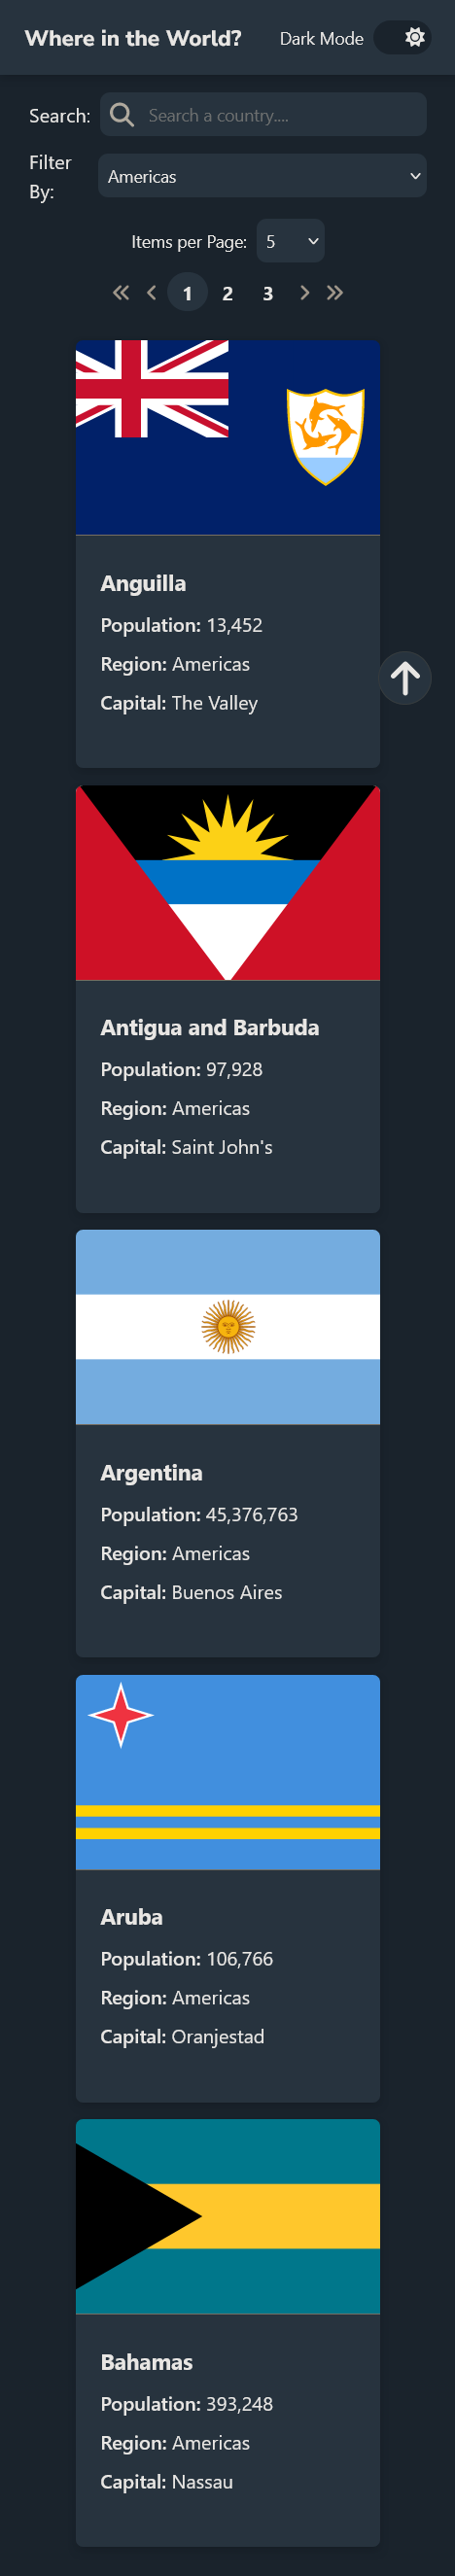 Where in the World?
Dark Mode
Search:
Search a country....
Filter By:
Americas
Items per Page:
5
1 2 3
Anguilla
Population: 13,452
Region: Americas
Capital: The Valley
Antigua and Barbuda
Population: 97,928
Region: Americas
Capital: Saint John's
Argentina
Population: 45,376,763
Region: Americas
Capital: Buenos Aires
Aruba
Population: 106,766
Region: Americas
Capital: Oranjestad
Bahamas
Population: 393,248
Region: Americas
Capital: Nassau